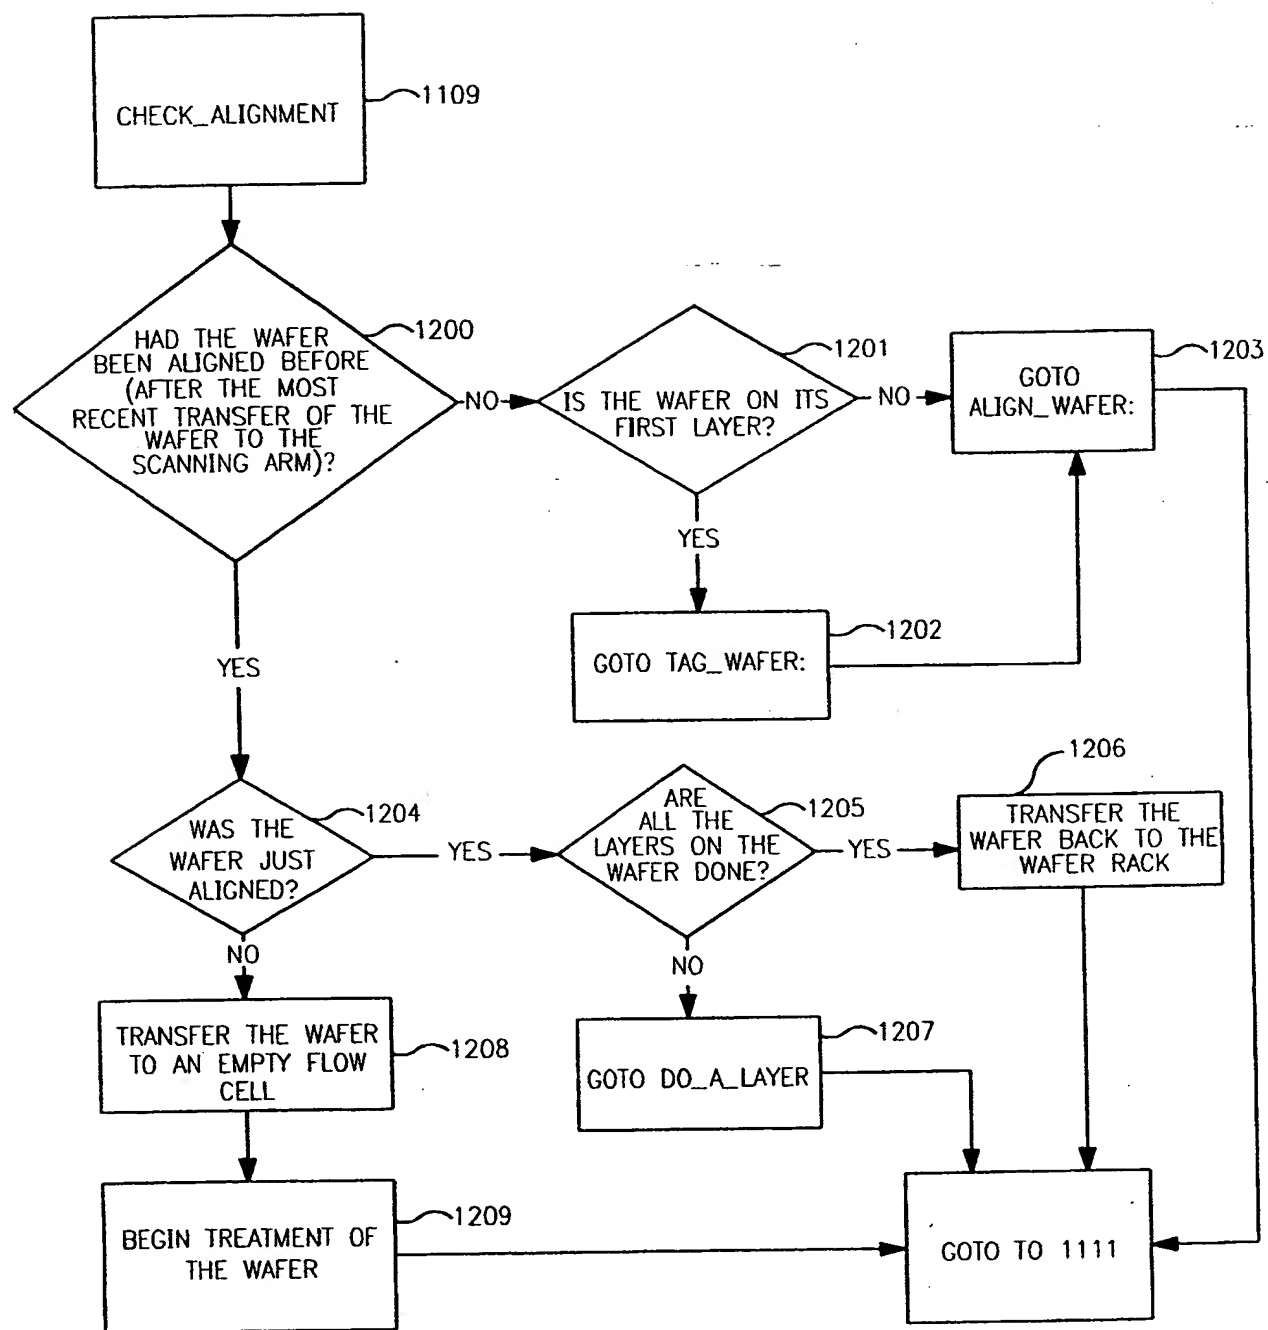 CHECK_ALIGNMENT
1109
HAD THE WAFER
BEEN ALIGNED BEFORE
(AFTER THE MOST
RECENT TRANSFER OF THE
WAFER TO THE
SCANNING ARM)?
1200
NO
IS THE WAFER ON ITS
FIRST LAYER?
1201
NO
GOTO
ALIGN_WAFER:
1203
YES
GOTO TAG_WAFER:
1202
YES
WAS THE
WAFER JUST
ALIGNED?
1204
YES
ARE
ALL THE
LAYERS ON THE
WAFER DONE?
1205
YES
TRANSFER THE
WAFER BACK TO THE
WAFER RACK
1206
NO
TRANSFER THE WAFER
TO AN EMPTY FLOW
CELL
1208
NO
GOTO DO_A_LAYER
1207
BEGIN TREATMENT OF
THE WAFER
1209
GOTO TO 1111